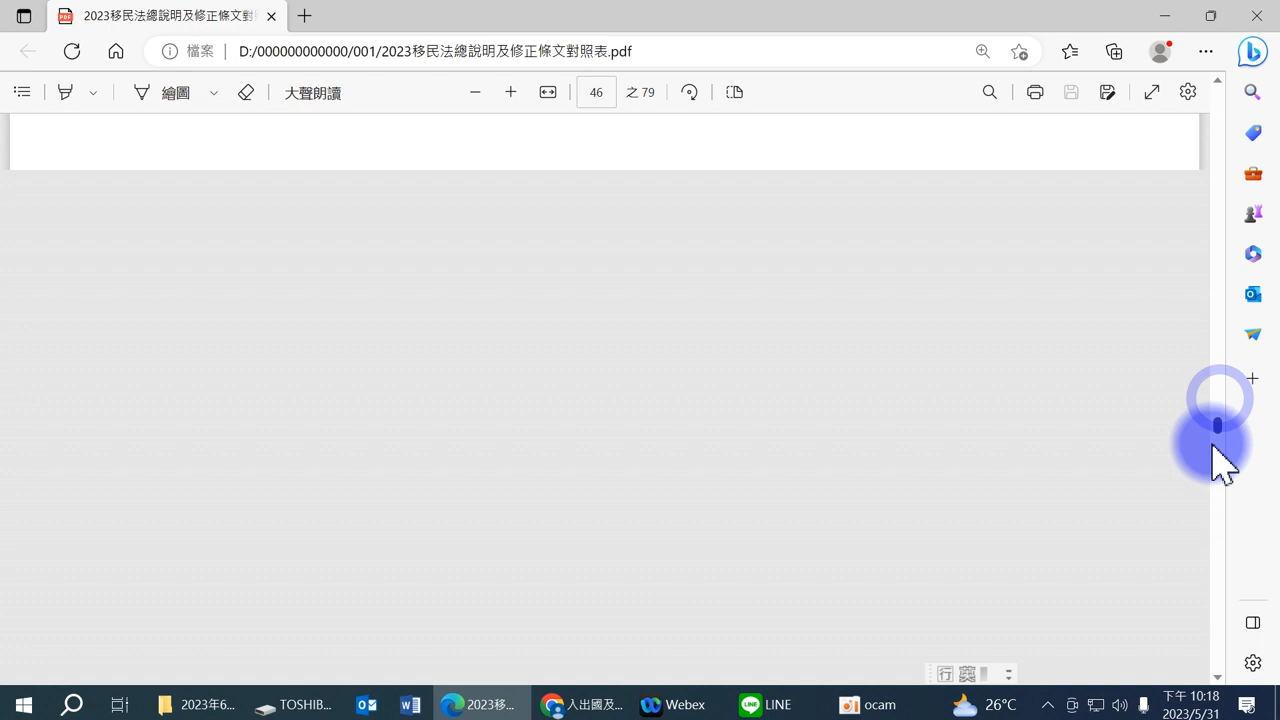 2023移民法總說明及修正條文對照
檔案
D:/000000000000/001/2023移民法總說明及修正條文對照表.pdf
繪圖
大聲朗讀
46
之 79
行
英
2023年6...
TOSHIB...
2023移...
入出國及...
Webex
LINE
ocam
26°C
下午 10:18
2023/5/31